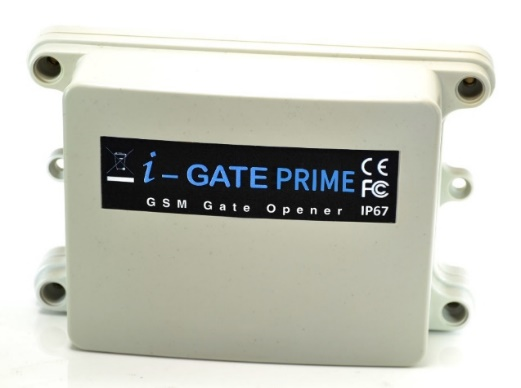 i - GATE PRIME CE FC
GSM Gate Opener IP67